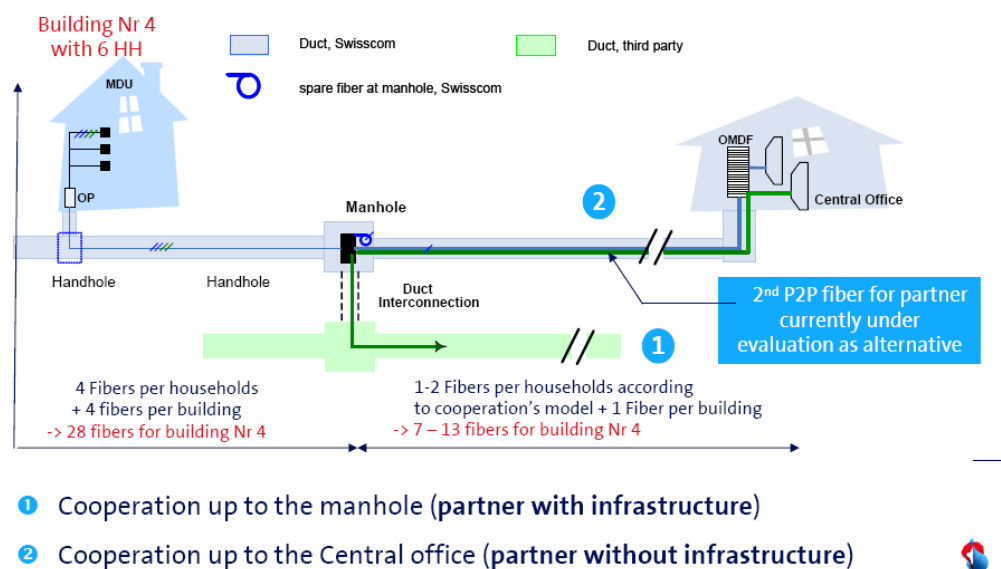 Building Nr 4
with 6 HH
Duct, Swisscom
Duct, third party
spare fiber at manhole, Swisscom
MDU
OP
OMDF
Central Office
Manhole
2
Handhole
Handhole
Duct
Interconnection
2nd P2P fiber for partner
currently under
evaluation as alternative
1
4 Fibers per households
+ 4 fibers per building
-> 28 fibers for building Nr 4
1-2 Fibers per households according
to cooperation's model + 1 Fiber per building
-> 7 – 13 fibers for building Nr 4
1 Cooperation up to the manhole (partner with infrastructure)
2 Cooperation up to the Central office (partner without infrastructure)